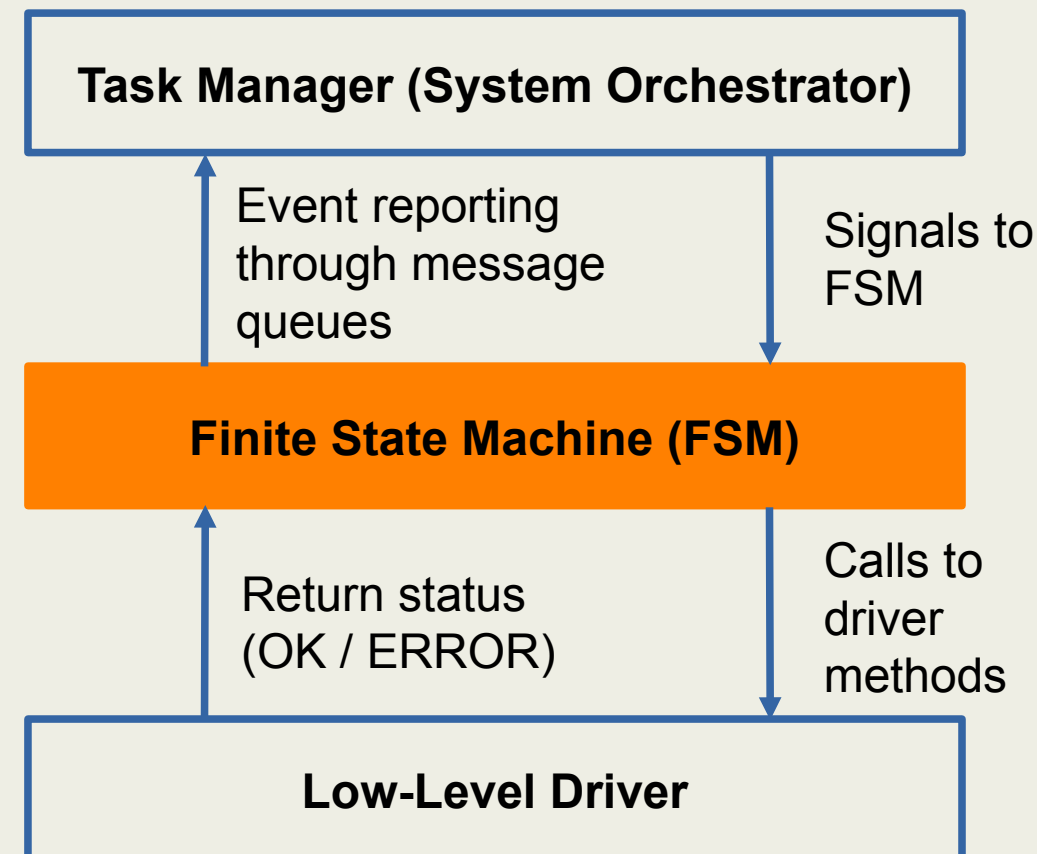 Task Manager (System Orchestrator)
Event reporting
through message
queues
Signals to
FSM
Finite State Machine (FSM)
Return status
(OK / ERROR)
Calls to
driver
methods
Low-Level Driver